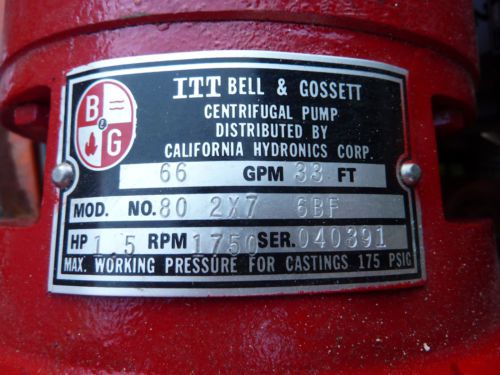 B & G
ITT BELL & GOSSETT
CENTRIFUGAL PUMP
DISTRIBUTED BY
CALIFORNIA HYDRONICS CORP.
66 GPM 33 FT
MOD. NO. 80 2X7 6BF
HP 1.5 RPM 1750 SER. 040391
MAX. WORKING PRESSURE FOR CASTINGS 175 PSIG